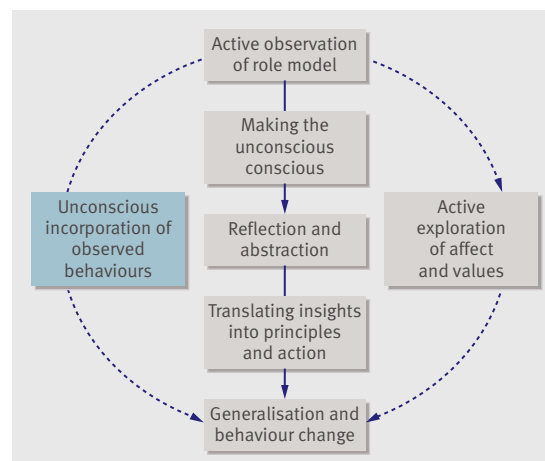 Active observation
of role model
Making the
unconscious
conscious
Unconscious
incorporation of
observed
behaviours
Reflection and
abstraction
Active
exploration
of affect
and values
Translating insights
into principles
and action
Generalisation and
behaviour change